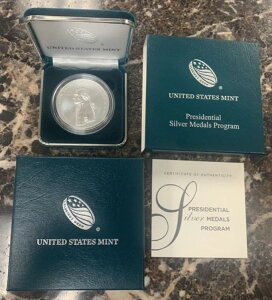 UNITED STATES MINT
UNITED STATES MINT
Presidential
Silver Medals Program
UNITED STATES MINT
CERTIFICATE OF AUTHENTICITY
PRESIDENTIAL
Silver MEDALS
PROGRAM